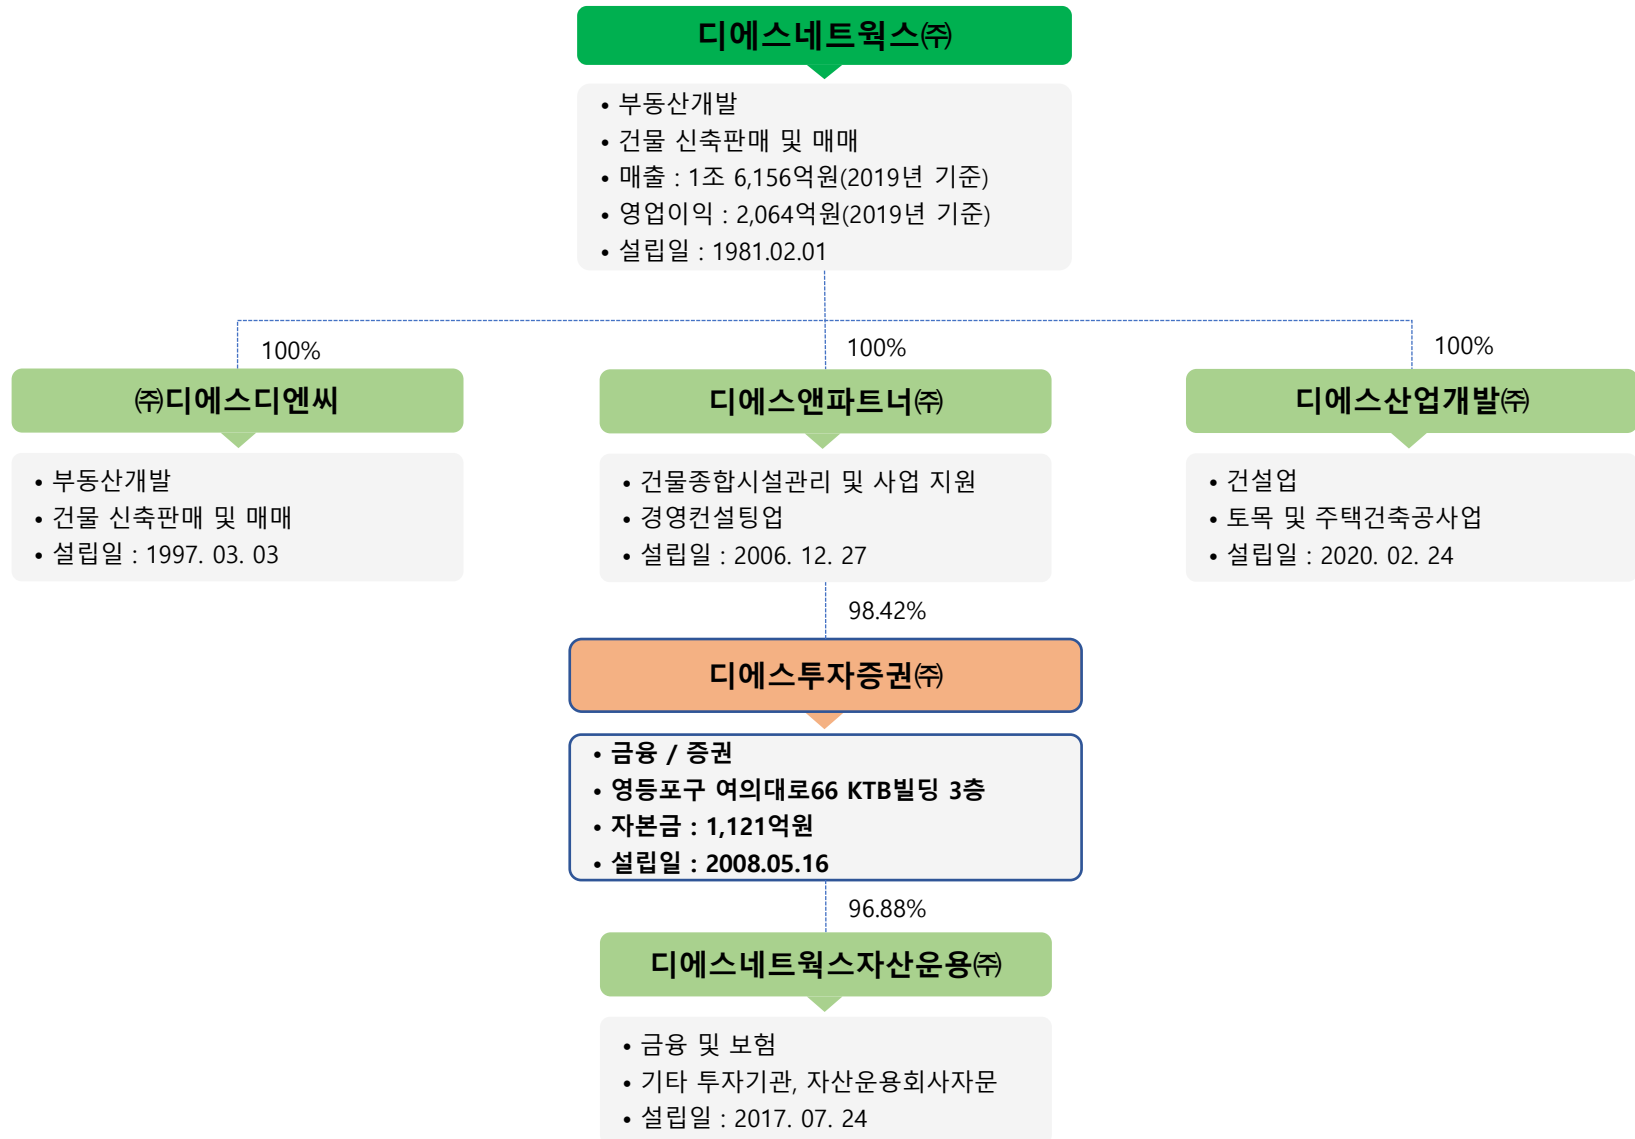 디에스네트웍스㈜
• 부동산개발
• 건물 신축판매 및 매매
• 매출 : 1조 6,156억원(2019년 기준)
• 영업이익 : 2,064억원(2019년 기준)
• 설립일 : 1981.02.01
100%
100%
100%
㈜디에스디엔씨
• 부동산개발
• 건물 신축판매 및 매매
• 설립일 : 1997. 03. 03
디에스앤파트너㈜
• 건물종합시설관리 및 사업 지원
• 경영컨설팅업
• 설립일 : 2006. 12. 27
디에스산업개발㈜
• 건설업
• 토목 및 주택건축공사업
• 설립일 : 2020. 02. 24
98.42%
디에스투자증권㈜
• 금융 / 증권
• 영등포구 여의대로66 KTB빌딩 3층
• 자본금 : 1,121억원
• 설립일 : 2008.05.16
96.88%
디에스네트웍스자산운용㈜
• 금융 및 보험
• 기타 투자기관, 자산운용회사자문
• 설립일 : 2017. 07. 24